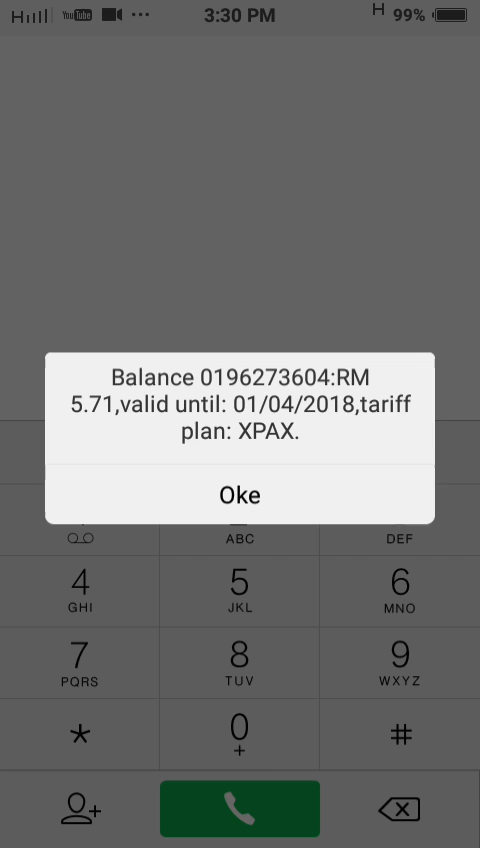 H YouTube 3:30 PM H 99%
Balance 0196273604:RM
5.71,valid until: 01/04/2018,tariff
plan: XPAX.
Oke
ABC DEF
4 5 6
GHI JKL MNO
7 8 9
PQRS TUV WXYZ
* 0 #
+